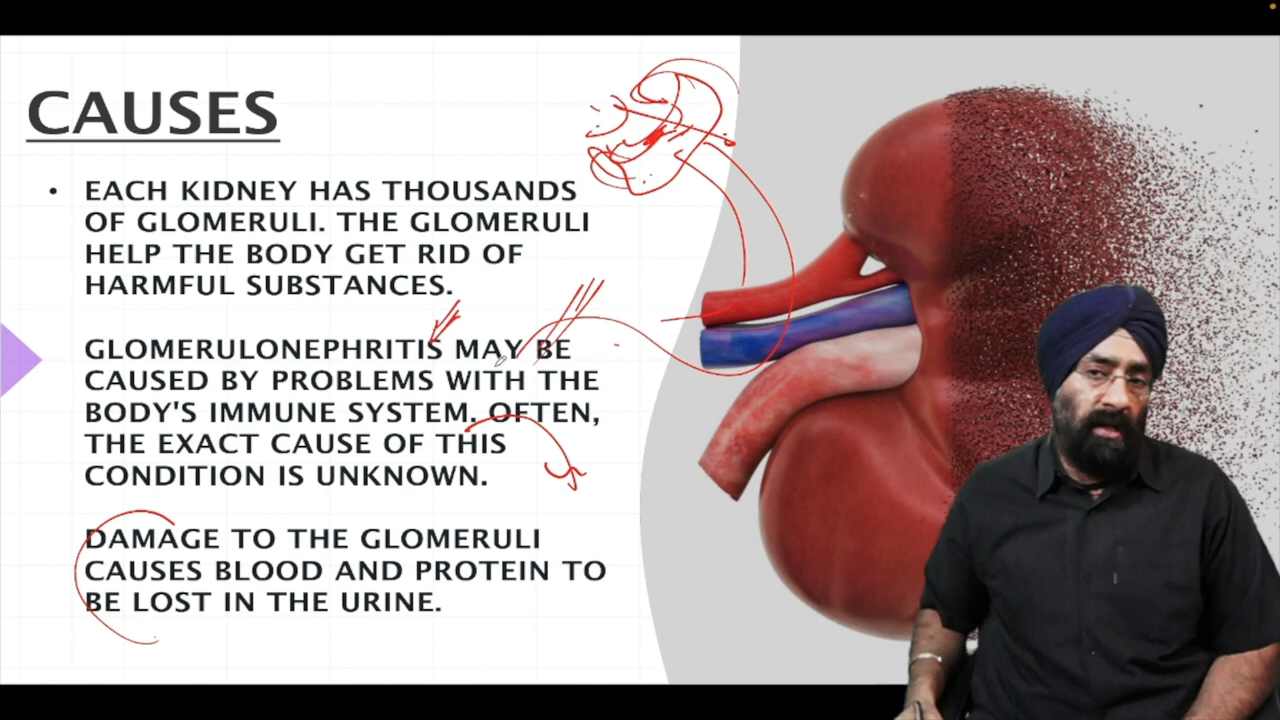 CAUSES
• EACH KIDNEY HAS THOUSANDS
OF GLOMERULI. THE GLOMERULI
HELP THE BODY GET RID OF
HARMFUL SUBSTANCES.
GLOMERULONEPHRITIS MAY BE
CAUSED BY PROBLEMS WITH THE
BODY'S IMMUNE SYSTEM. OFTEN,
THE EXACT CAUSE OF THIS
CONDITION IS UNKNOWN.
DAMAGE TO THE GLOMERULI
CAUSES BLOOD AND PROTEIN TO
BE LOST IN THE URINE.